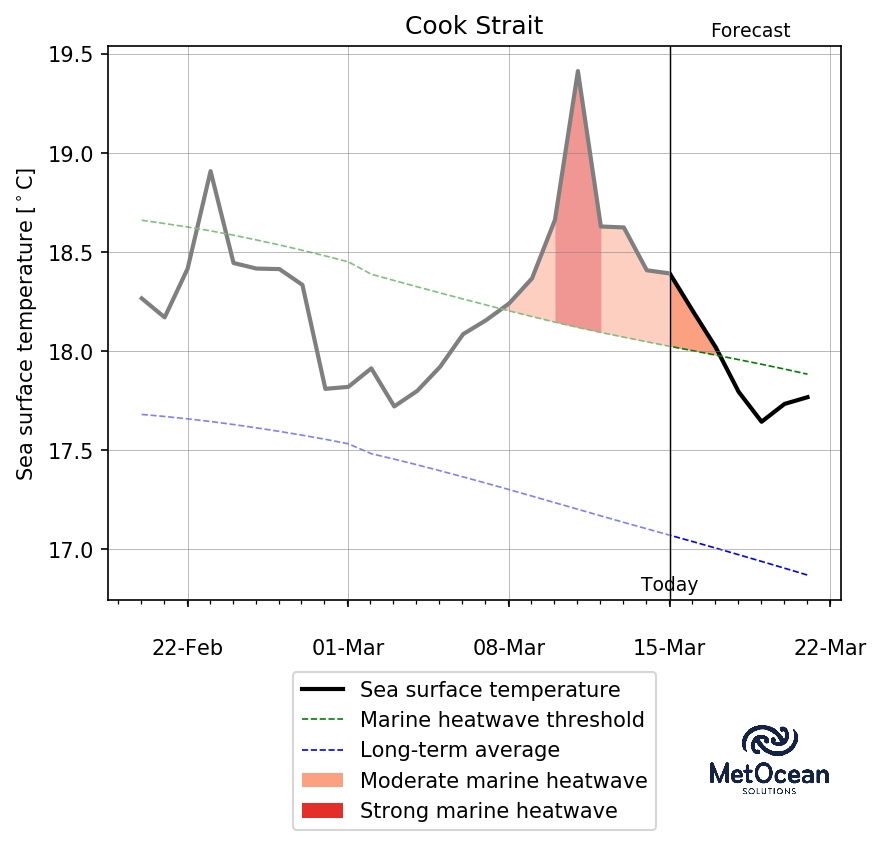 Cook Strait
Forecast
Sea surface temperature [°C]
19.5
19.0
18.5
18.0
17.5
17.0
Today
22-Feb
01-Mar
08-Mar
15-Mar
22-Mar
Sea surface temperature
Marine heatwave threshold
Long-term average
Moderate marine heatwave
Strong marine heatwave
MetOcean
SOLUTIONS